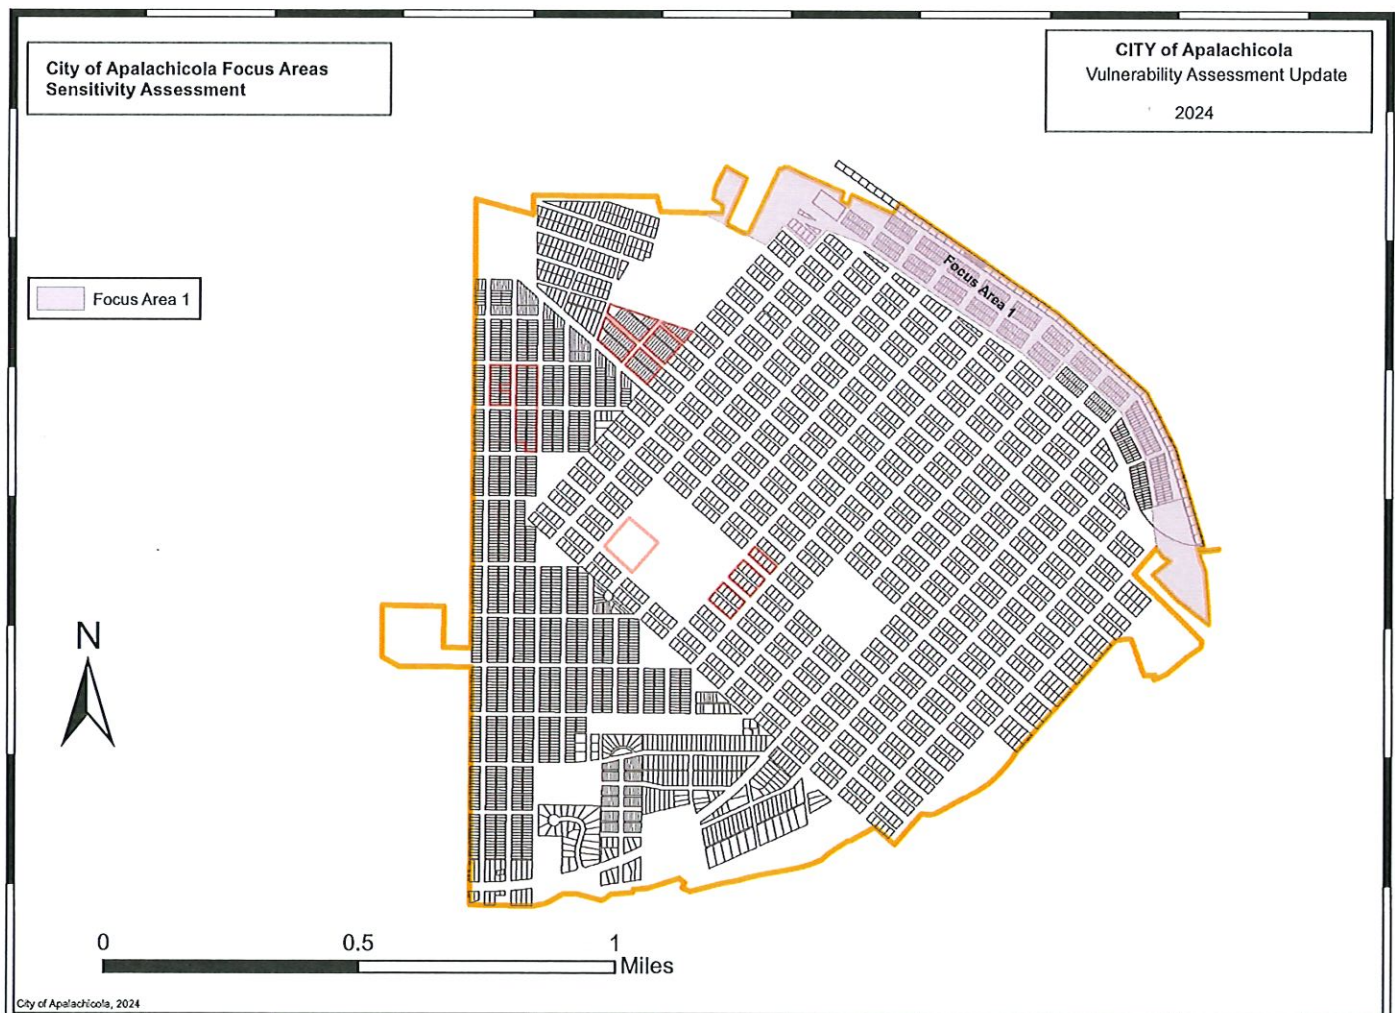 City of Apalachicola Focus Areas
Sensitivity Assessment
CITY of Apalachicola
Vulnerability Assessment Update
2024
Focus Area 1
Focus Area 1
N
0
0.5
1
Miles
City of Apalachicola, 2024